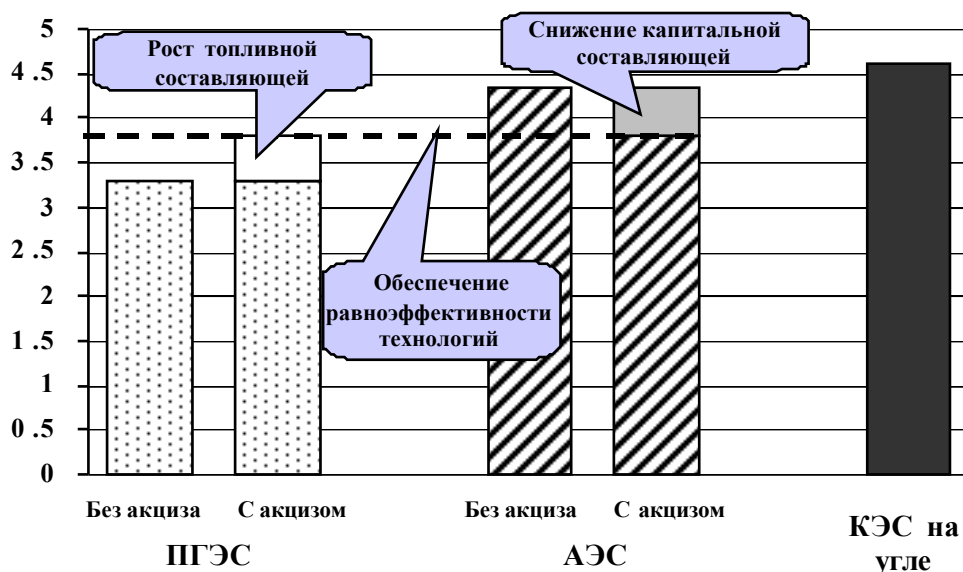 5
4.5
4
3.5
3
2.5
2
1.5
1
0.5
0
Рост топливной
составляющей
Снижение капитальной
составляющей
Обеспечение
равноэффективности
технологий
Без акциза
С акцизом
Без акциза
С акцизом
ПГЭС
АЭС
КЭС на
угле